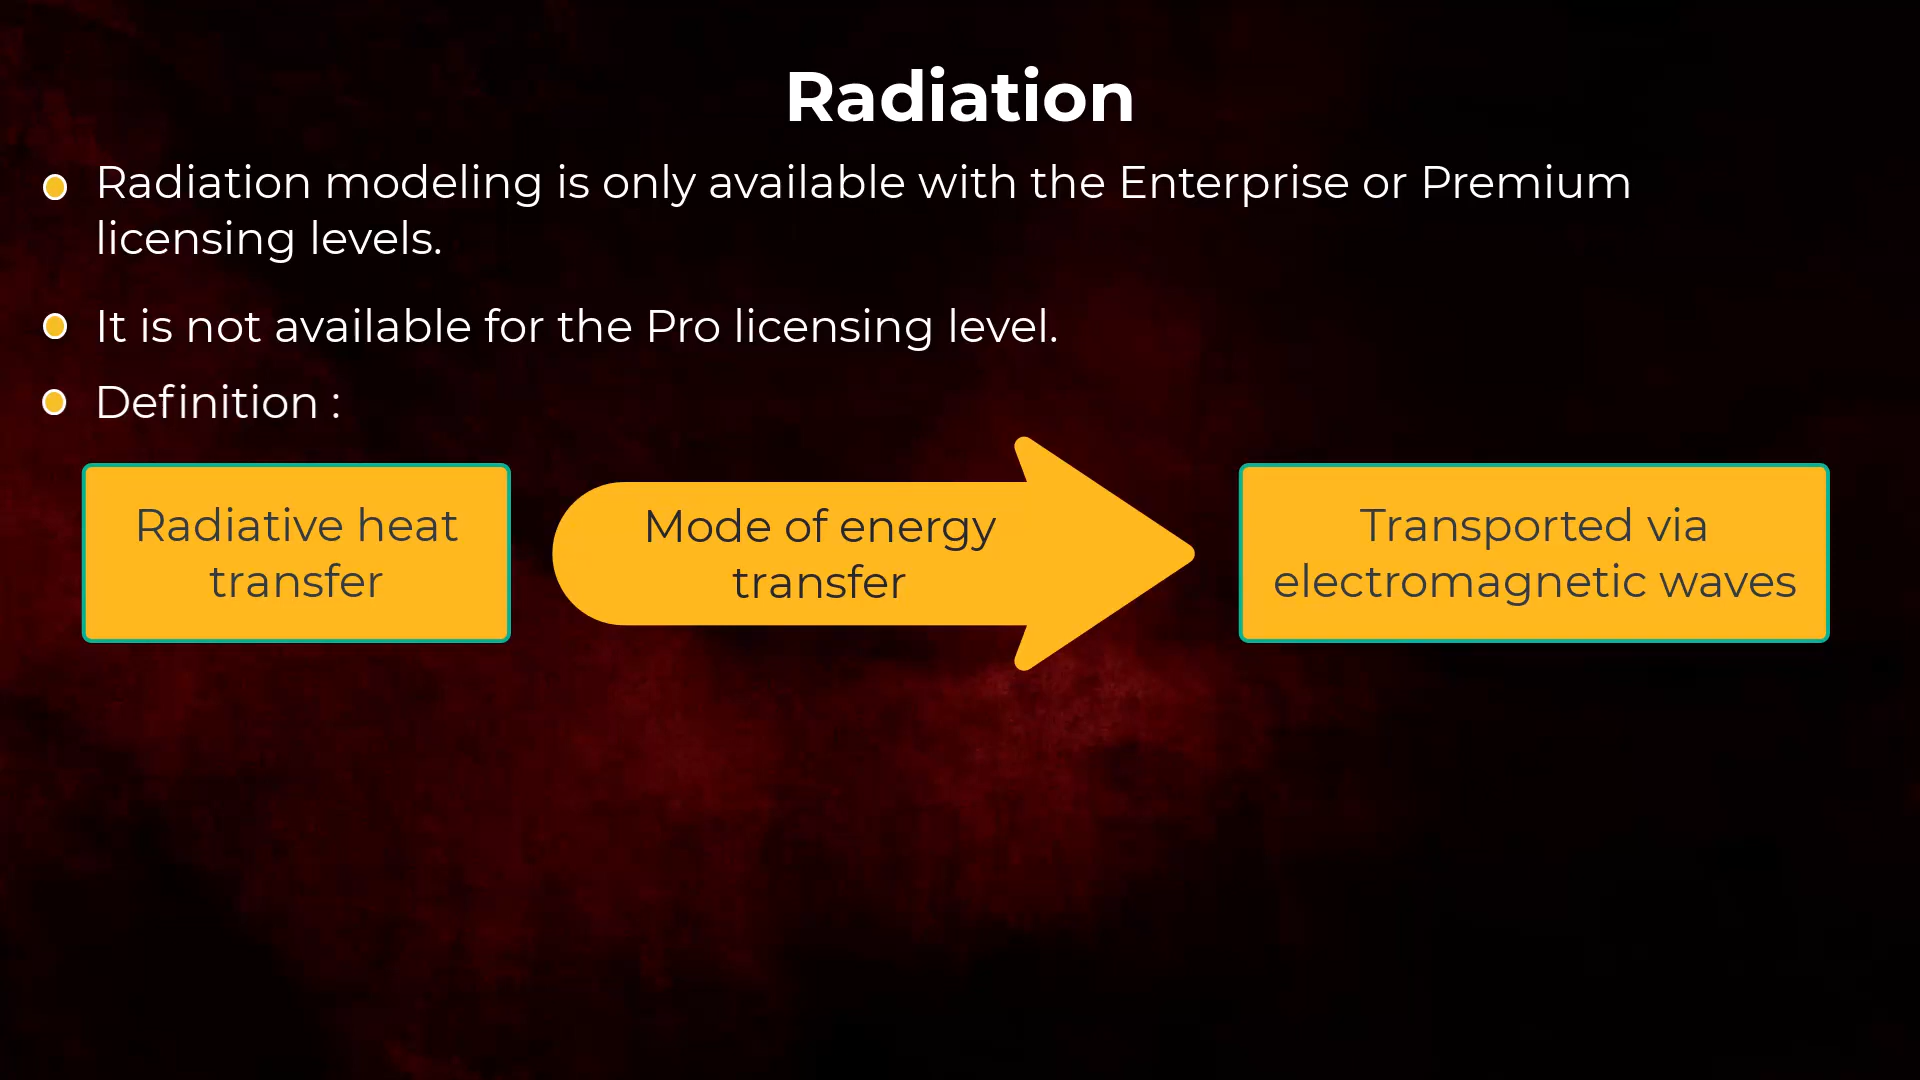 Radiation
Radiation modeling is only available with the Enterprise or Premium
licensing levels.
It is not available for the Pro licensing level.
Definition :
Radiative heat
transfer
Mode of energy
transfer
Transported via
electromagnetic waves